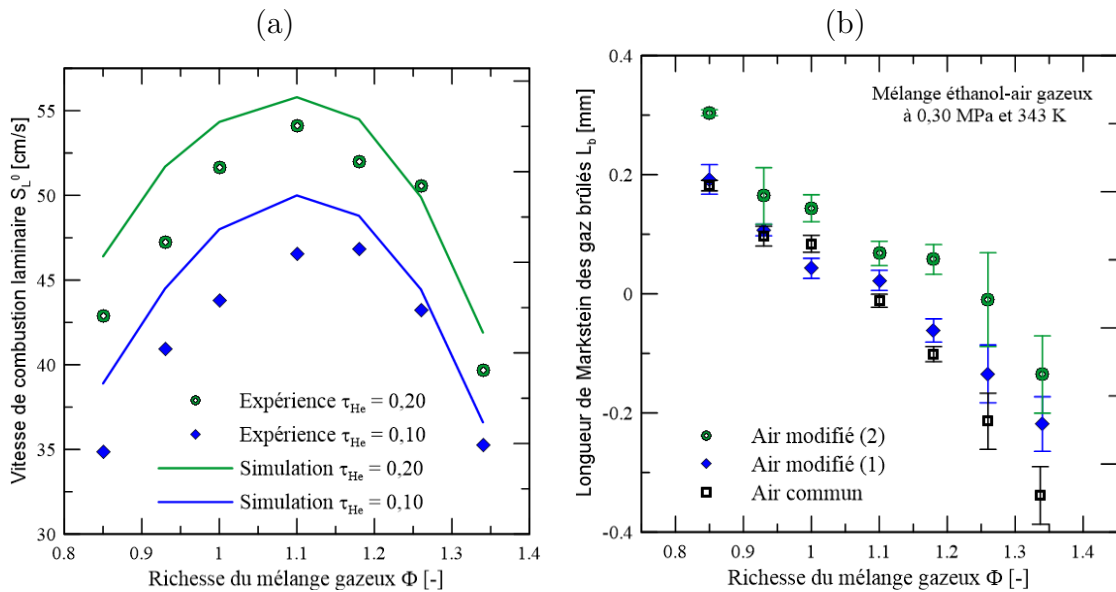 (a)
Vitesse de combustion laminaire S_L^0 [cm/s]
55
50
45
40
35
30
Expérience τ_He = 0,20
Expérience τ_He = 0,10
Simulation τ_He = 0,20
Simulation τ_He = 0,10
0.8 0.9 1 1.1 1.2 1.3 1.4
Richesse du mélange gazeux Φ [-]
(b)
Longueur de Markstein des gaz brûlés L_b [mm]
0.4
0.2
0
-0.2
-0.4
Mélange éthanol-air gazeux
à 0,30 MPa et 343 K
Air modifié (2)
Air modifié (1)
Air commun
0.8 0.9 1 1.1 1.2 1.3 1.4
Richesse du mélange gazeux Φ [-]